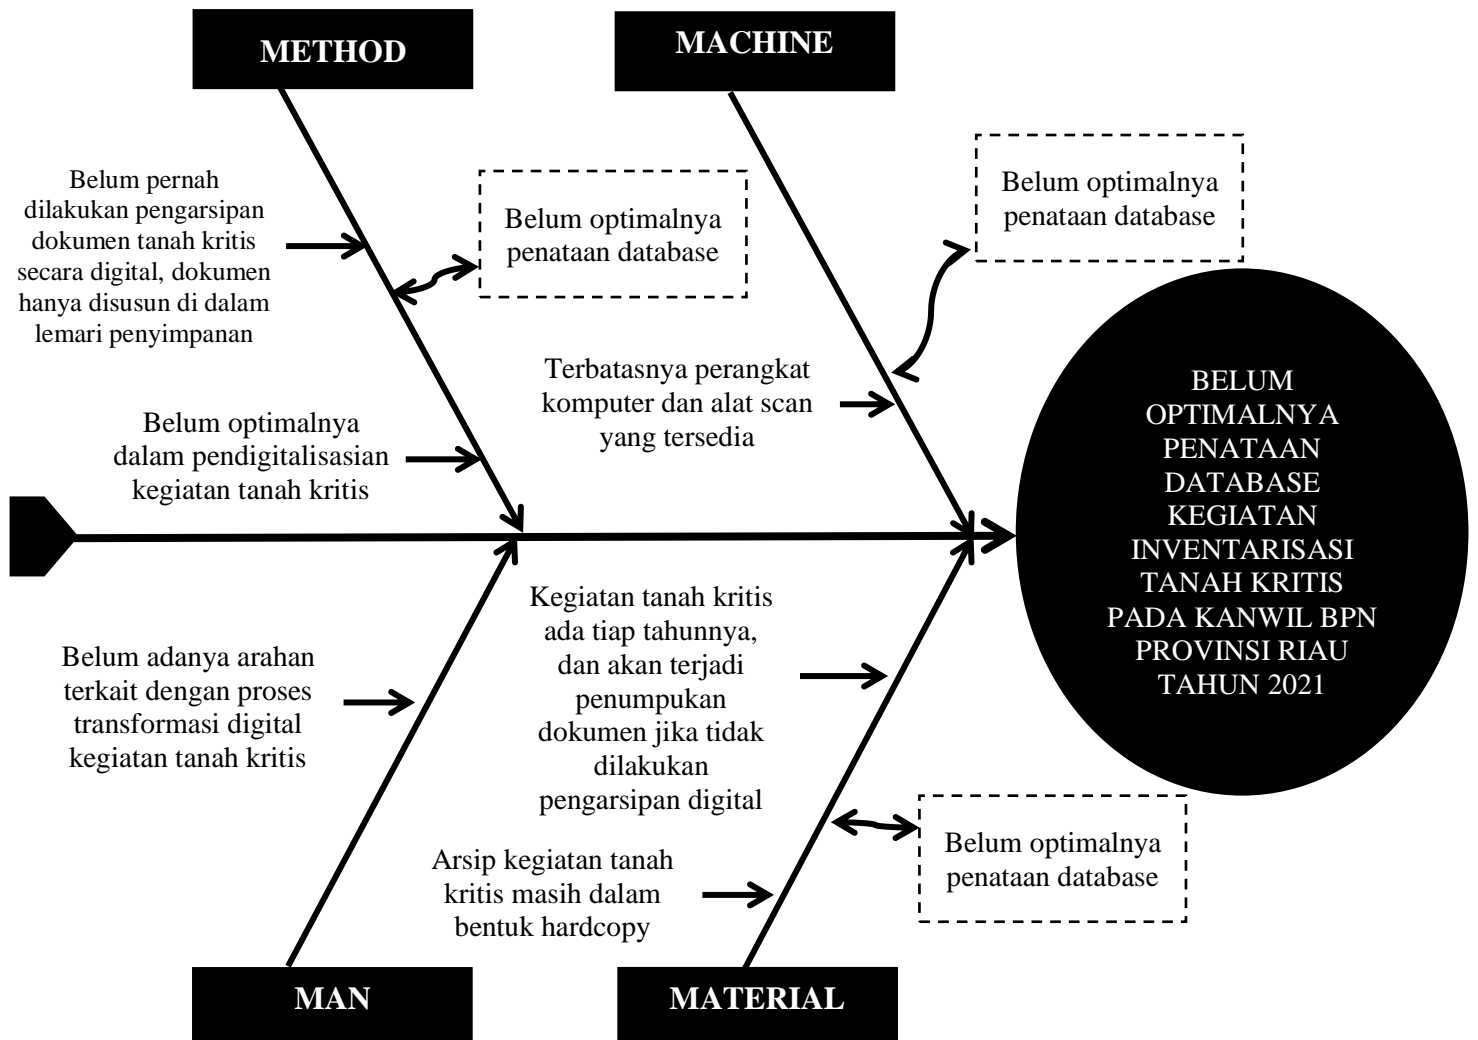 METHOD
MACHINE
Belum pernah
dilakukan pengarsipan
dokumen tanah kritis
secara digital, dokumen
hanya disusun di dalam
lemari penyimpanan
Belum optimalnya
penataan database
Belum optimalnya
penataan database
Terbatasnya perangkat
komputer dan alat scan
yang tersedia
Belum optimalnya
dalam pendigitalisasian
kegiatan tanah kritis
BELUM
OPTIMALNYA
PENATAAN
DATABASE
KEGIATAN
INVENTARISASI
TANAH KRITIS
PADA KANWIL BPN
PROVINSI RIAU
TAHUN 2021
Belum adanya arahan
terkait dengan proses
transformasi digital
kegiatan tanah kritis
Kegiatan tanah kritis
ada tiap tahunnya,
dan akan terjadi
penumpukan
dokumen jika tidak
dilakukan
pengarsipan digital
Arsip kegiatan tanah
kritis masih dalam
bentuk hardcopy
Belum optimalnya
penataan database
MAN
MATERIAL